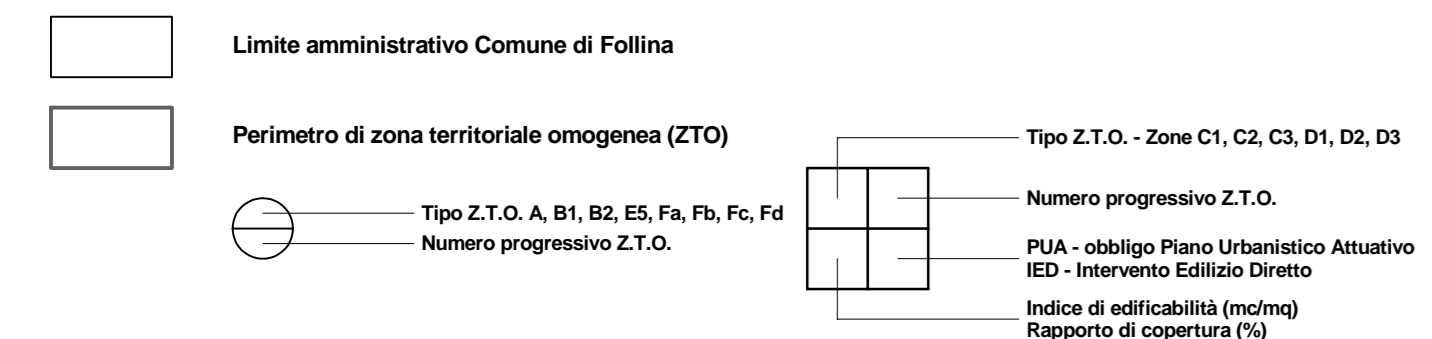 Limite amministrativo Comune di Follina
Perimetro di zona territoriale omogenea (ZTO)
Tipo Z.T.O. A, B1, B2, E5, Fa, Fb, Fc, Fd
Numero progressivo Z.T.O.
Tipo Z.T.O. - Zone C1, C2, C3, D1, D2, D3
Numero progressivo Z.T.O.
PUA - obbligo Piano Urbanistico Attuativo
IED - Intervento Edilizio Diretto
Indice di edificabilità (mc/mq)
Rapporto di copertura (%)